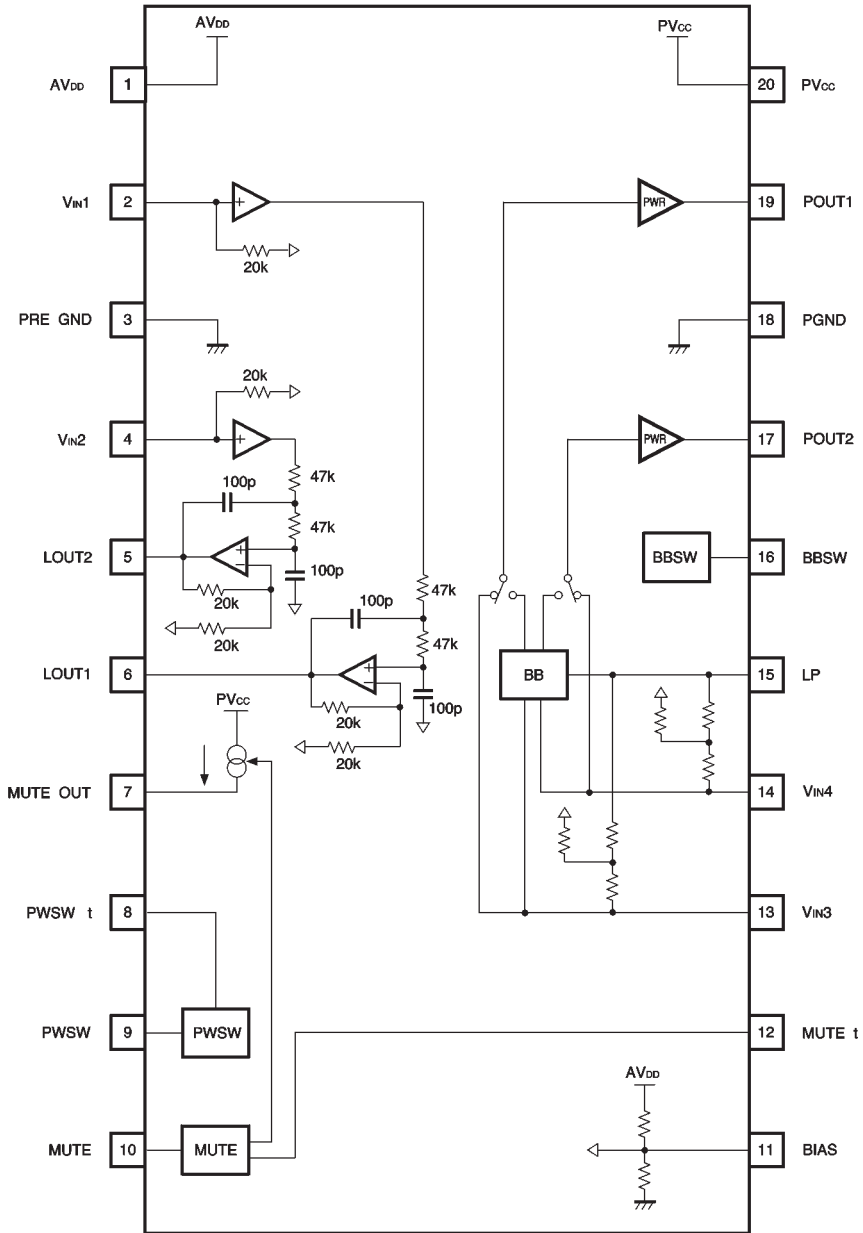 AVDD
PVCC
AVDD 1
20 PVCC
VIN1 2
+
PWR
19 POUT1
20k
PRE GND 3
18 PGND
20k
VIN2 4
+
PWR
17 POUT2
47k
100p
47k
LOUT2 5
+
−
BBSW
16 BBSW
100p
20k
20k
47k
100p
47k
LOUT1 6
+
−
BB
15 LP
100p
20k
20k
PVCC
MUTE OUT 7
14 VIN4
PWSW t 8
13 VIN3
PWSW 9
PWSW
12 MUTE t
AVDD
MUTE 10
MUTE
11 BIAS